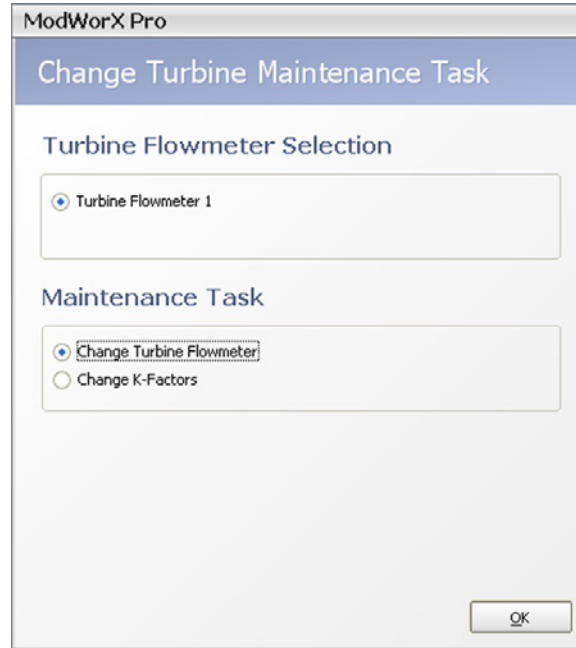 ModWorX Pro
Change Turbine Maintenance Task
Turbine Flowmeter Selection
Turbine Flowmeter 1
Maintenance Task
Change Turbine Flowmeter
Change K-Factors
OK